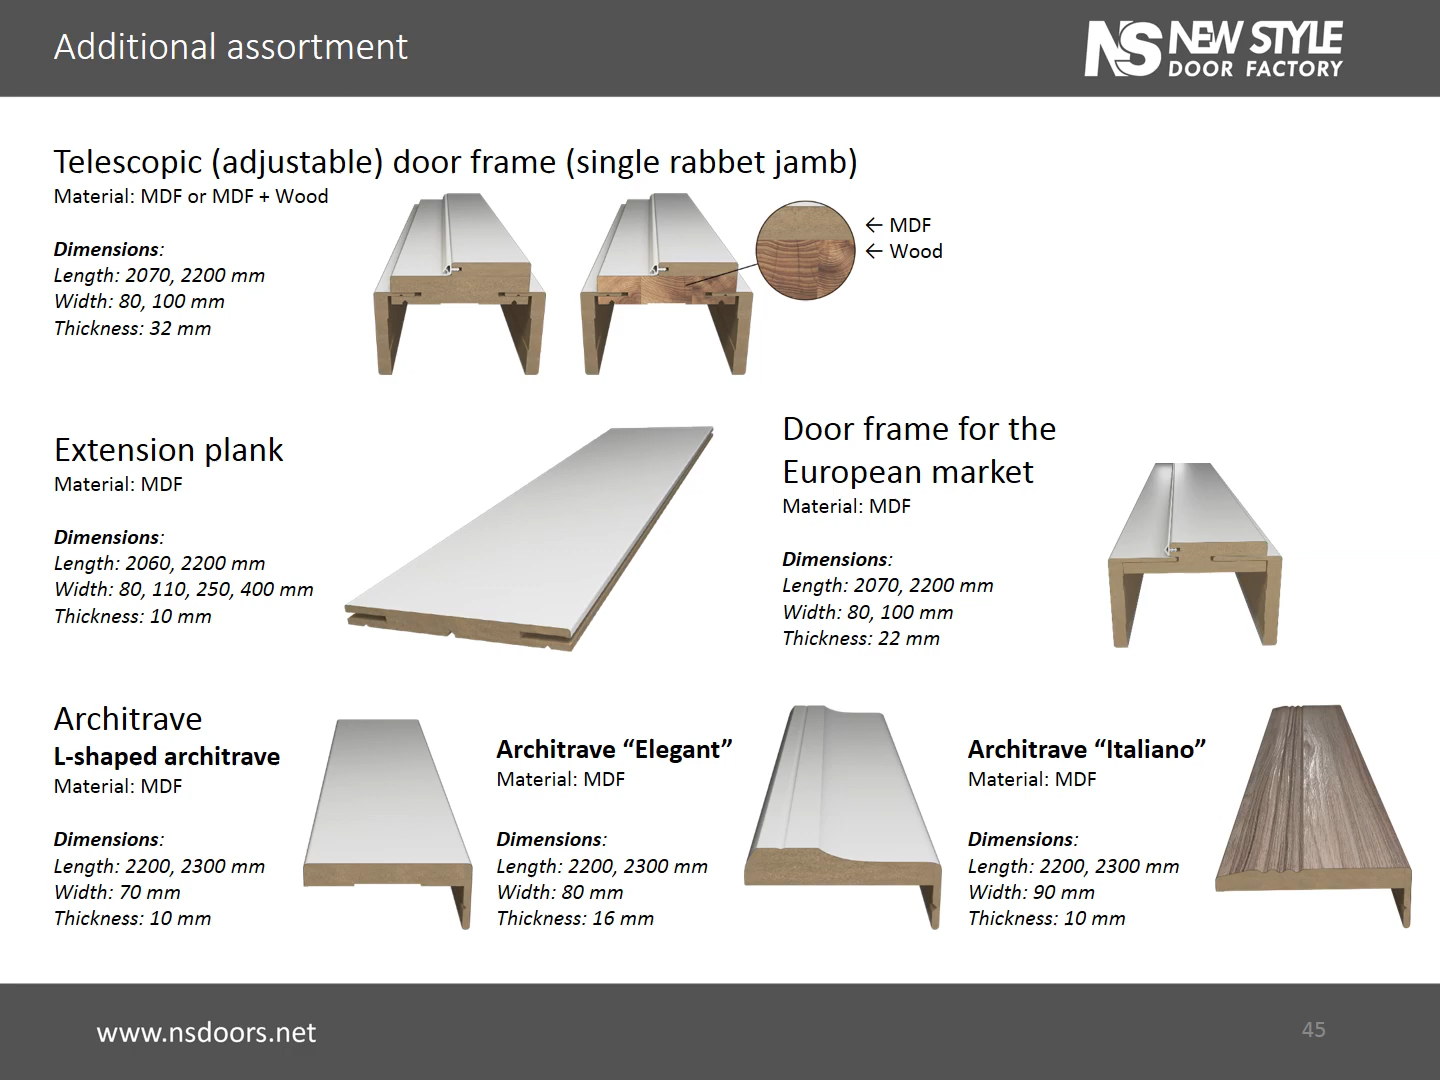 Additional assortment
NS NEW STYLE
DOOR FACTORY
Telescopic (adjustable) door frame (single rabbet jamb)
Material: MDF or MDF + Wood
Dimensions:
Length: 2070, 2200 mm
Width: 80, 100 mm
Thickness: 32 mm
← MDF
← Wood
Extension plank
Material: MDF
Dimensions:
Length: 2060, 2200 mm
Width: 80, 110, 250, 400 mm
Thickness: 10 mm
Door frame for the
European market
Material: MDF
Dimensions:
Length: 2070, 2200 mm
Width: 80, 100 mm
Thickness: 22 mm
Architrave
L-shaped architrave
Material: MDF
Dimensions:
Length: 2200, 2300 mm
Width: 70 mm
Thickness: 10 mm
Architrave “Elegant”
Material: MDF
Dimensions:
Length: 2200, 2300 mm
Width: 80 mm
Thickness: 16 mm
Architrave “Italiano”
Material: MDF
Dimensions:
Length: 2200, 2300 mm
Width: 90 mm
Thickness: 10 mm
www.nsdoors.net
45